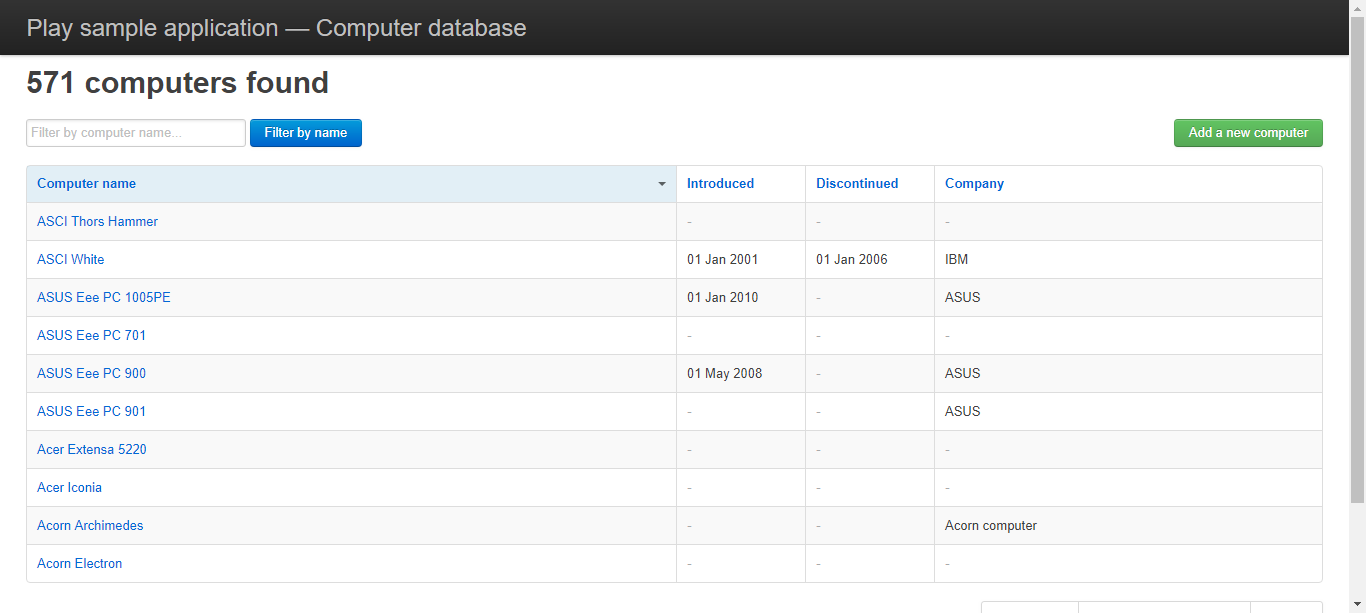 Play sample application — Computer database
571 computers found
Filter by computer name...
Filter by name
Add a new computer
Computer name Introduced Discontinued Company
ASCI Thors Hammer - - -
ASCI White 01 Jan 2001 01 Jan 2006 IBM
ASUS Eee PC 1005PE 01 Jan 2010 - ASUS
ASUS Eee PC 701 - - -
ASUS Eee PC 900 01 May 2008 - ASUS
ASUS Eee PC 901 - - ASUS
Acer Extensa 5220 - - -
Acer Iconia - - -
Acorn Archimedes - - Acorn computer
Acorn Electron - - -